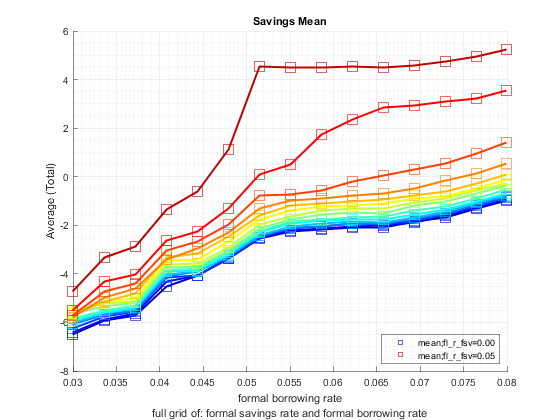 Savings Mean
6
4
2
0
-2
-4
-6
-8
Average (Total)
0.03 0.035 0.04 0.045 0.05 0.055 0.06 0.065 0.07 0.075 0.08
mean;fl_r_fsv=0.00
mean;fl_r_fsv=0.05
formal borrowing rate
full grid of: formal savings rate and formal borrowing rate